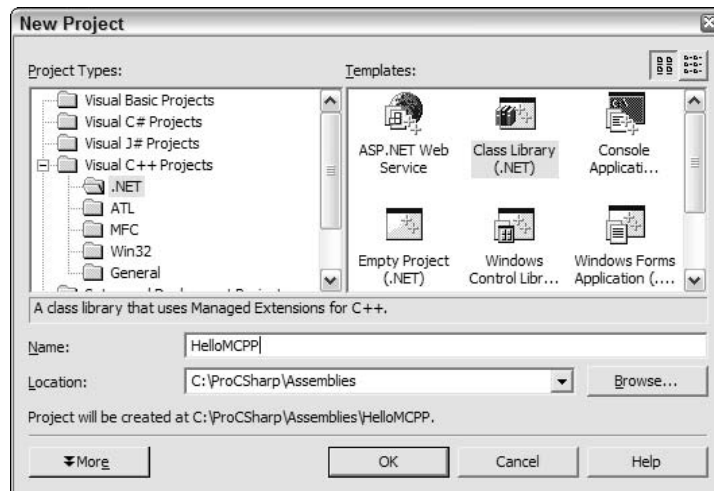 New Project
Project Types:
Templates:
Visual Basic Projects
Visual C# Projects
Visual J# Projects
Visual C++ Projects
.NET
ATL
MFC
Win32
General
ASP.NET Web
Service
Class Library
(.NET)
Console
Applicati...
Empty Project
(.NET)
Windows
Control Libr...
Windows Forms
Application (....
A class library that uses Managed Extensions for C++.
Name:
HelloMCPP
Location:
C:\ProCSharp\Assemblies
Browse...
Project will be created at C:\ProCSharp\Assemblies\HelloMCPP.
More
OK
Cancel
Help